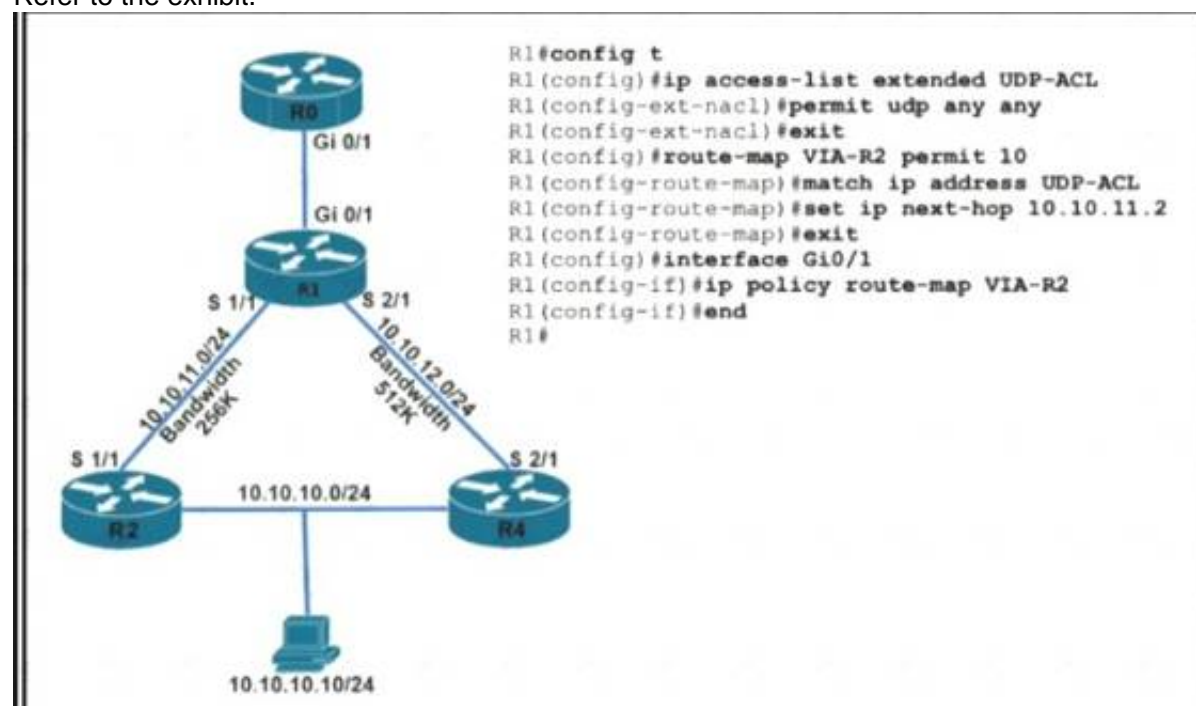 Refer to the exhibit.
R1#config t
R1(config)#ip access-list extended UDP-ACL
R1(config-ext-nacl)#permit udp any any
R1(config-ext-nacl)#exit
R1(config)#route-map VIA-R2 permit 10
R1(config-route-map)#match ip address UDP-ACL
R1(config-route-map)#set ip next-hop 10.10.11.2
R1(config-route-map)#exit
R1(config)#interface Gi0/1
R1(config-if)#ip policy route-map VIA-R2
R1(config-if)#end
R1#
R0
Gi 0/1
Gi 0/1
R1
S 1/1
S 2/1
10.10.11.0/24
Bandwidth
256K
10.10.12.0/24
Bandwidth
512K
S 1/1
S 2/1
10.10.10.0/24
R2
R4
10.10.10.10/24